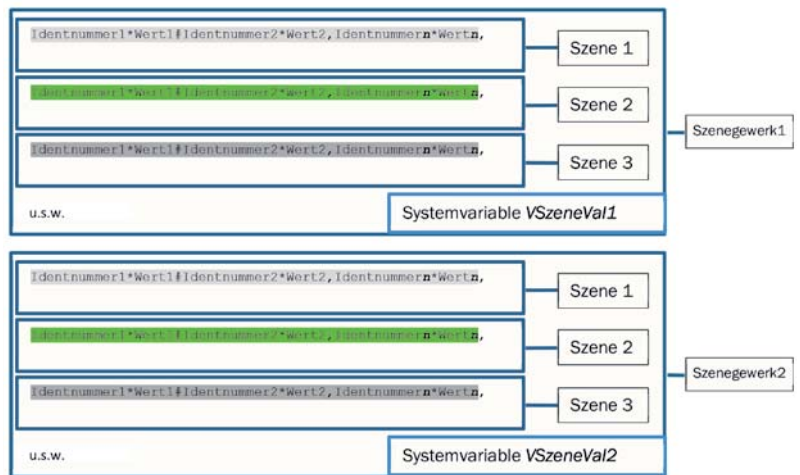 Identnummer1*Wert1#Identnummer2*Wert2,Identnummern*Wertn,
Szene 1
Identnummer1*Wert1#Identnummer2*Wert2,Identnummern*Wertn,
Szene 2
Szenegewerk1
Identnummer1*Wert1#Identnummer2*Wert2,Identnummern*Wertn,
Szene 3
u.s.w.
Systemvariable VSzeneVal1
Identnummer1*Wert1#Identnummer2*Wert2,Identnummern*Wertn,
Szene 1
Identnummer1*Wert1#Identnummer2*Wert2,Identnummern*Wertn,
Szene 2
Szenegewerk2
Identnummer1*Wert1#Identnummer2*Wert2,Identnummern*Wertn,
Szene 3
u.s.w.
Systemvariable VSzeneVal2